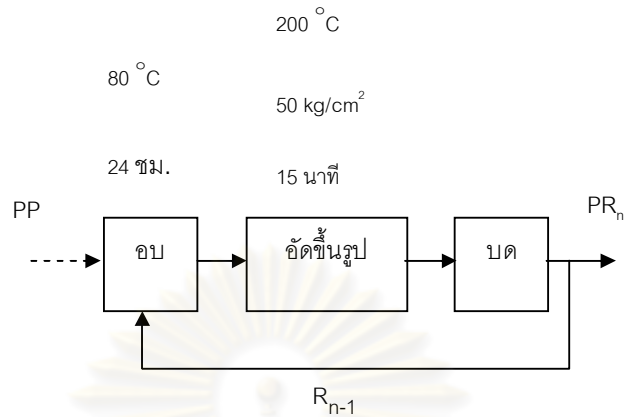 200 °C
80 °C
50 kg/cm²
24 ชม.
15 นาที
PP
PRₙ
อบ
อัดขึ้นรูป
บด
Rₙ₋₁